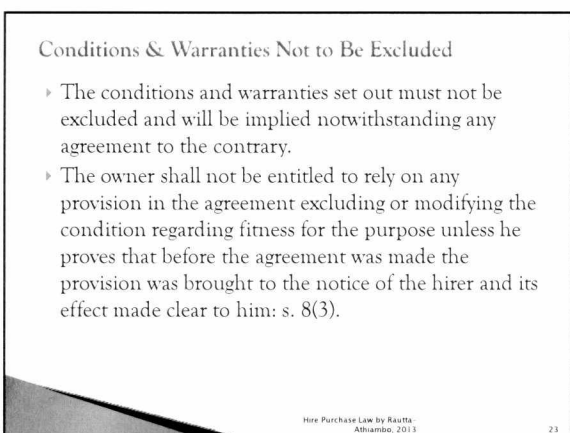 Conditions & Warranties Not to Be Excluded
The conditions and warranties set out must not be
excluded and will be implied notwithstanding any
agreement to the contrary.
The owner shall not be entitled to rely on any
provision in the agreement excluding or modifying the
condition regarding fitness for the purpose unless he
proves that before the agreement was made the
provision was brought to the notice of the hirer and its
effect made clear to him: s. 8(3).
Hire Purchase Law by Rautta-
Athiambo, 2013
23